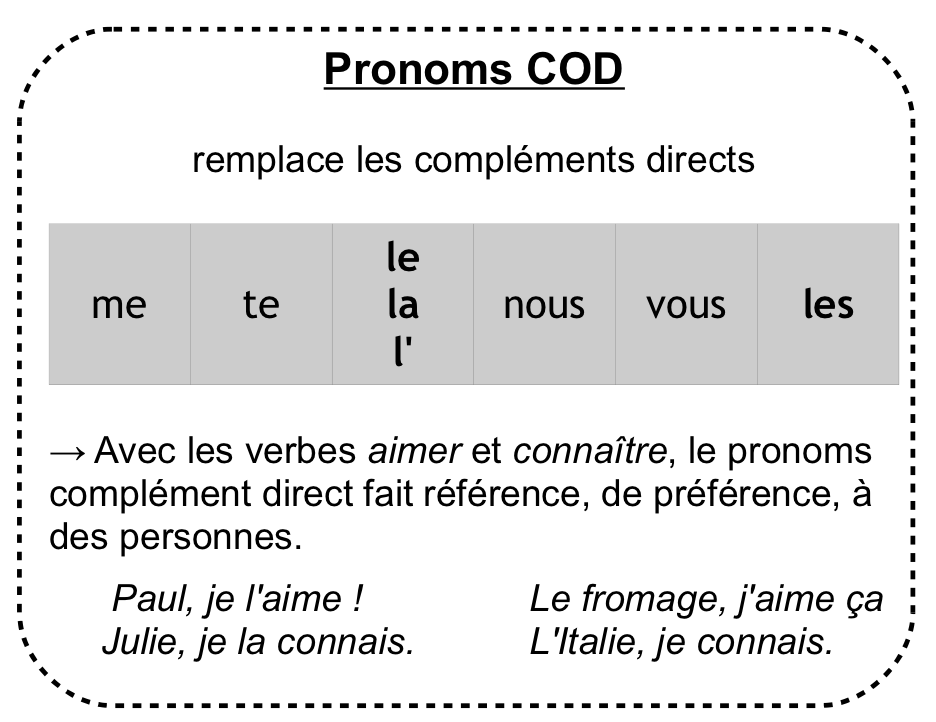 Pronoms COD
remplace les compléments directs
me te le la l' nous vous les
→ Avec les verbes aimer et connaître, le pronoms
complément direct fait référence, de préférence, à
des personnes.
Paul, je l'aime ! Le fromage, j'aime ça
Julie, je la connais. L'Italie, je connais.